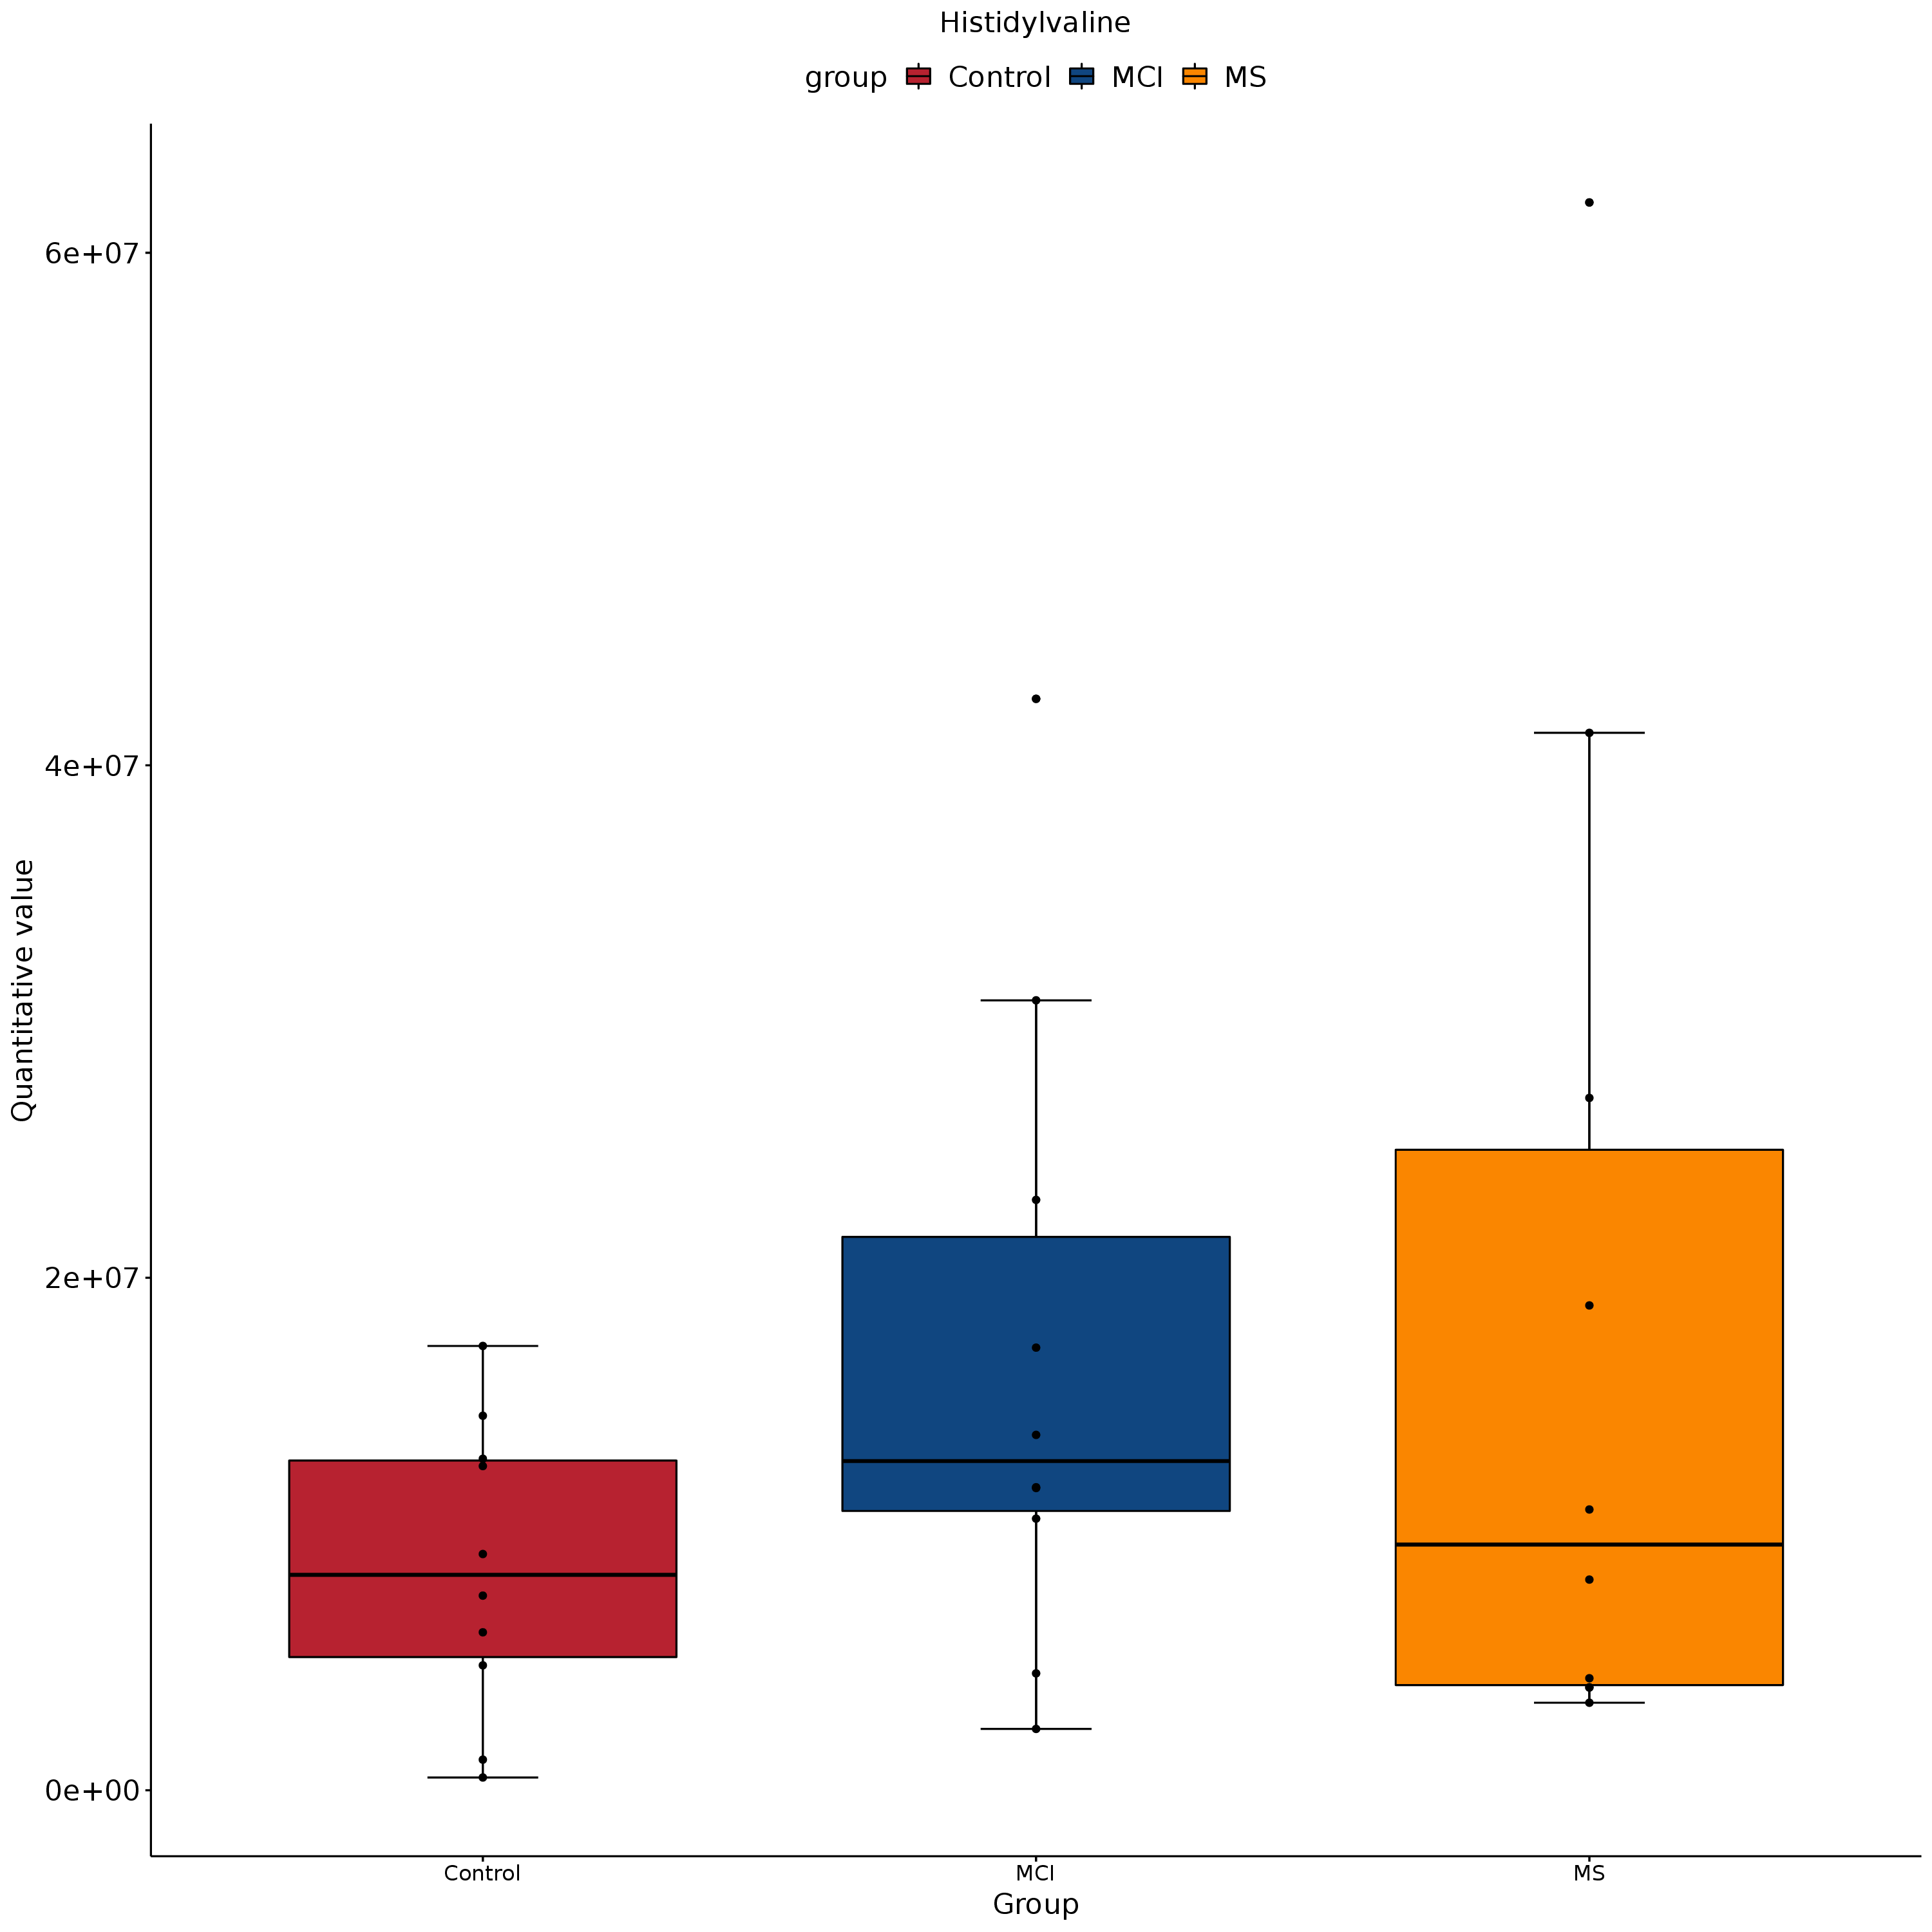 Histidylvaline
group Control MCI MS
6e+07
4e+07
2e+07
0e+00
Quantitative value
Control MCI MS
Group